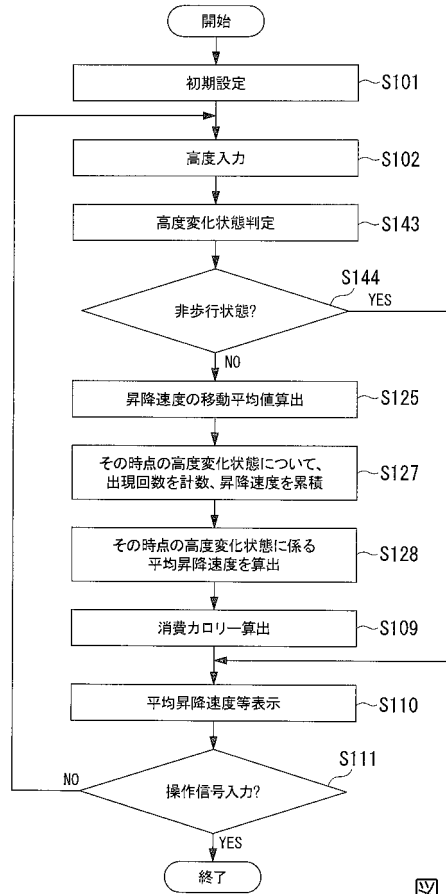 開始
初期設定
S101
高度入力
S102
高度変化状態判定
S143
S144
非歩行状態?
YES
NO
昇降速度の移動平均値算出
S125
その時点の高度変化状態について、
出現回数を計数、昇降速度を累積
S127
その時点の高度変化状態に係る
平均昇降速度を算出
S128
消費カロリー算出
S109
平均昇降速度等表示
S110
S111
NO
操作信号入力?
YES
終了
図